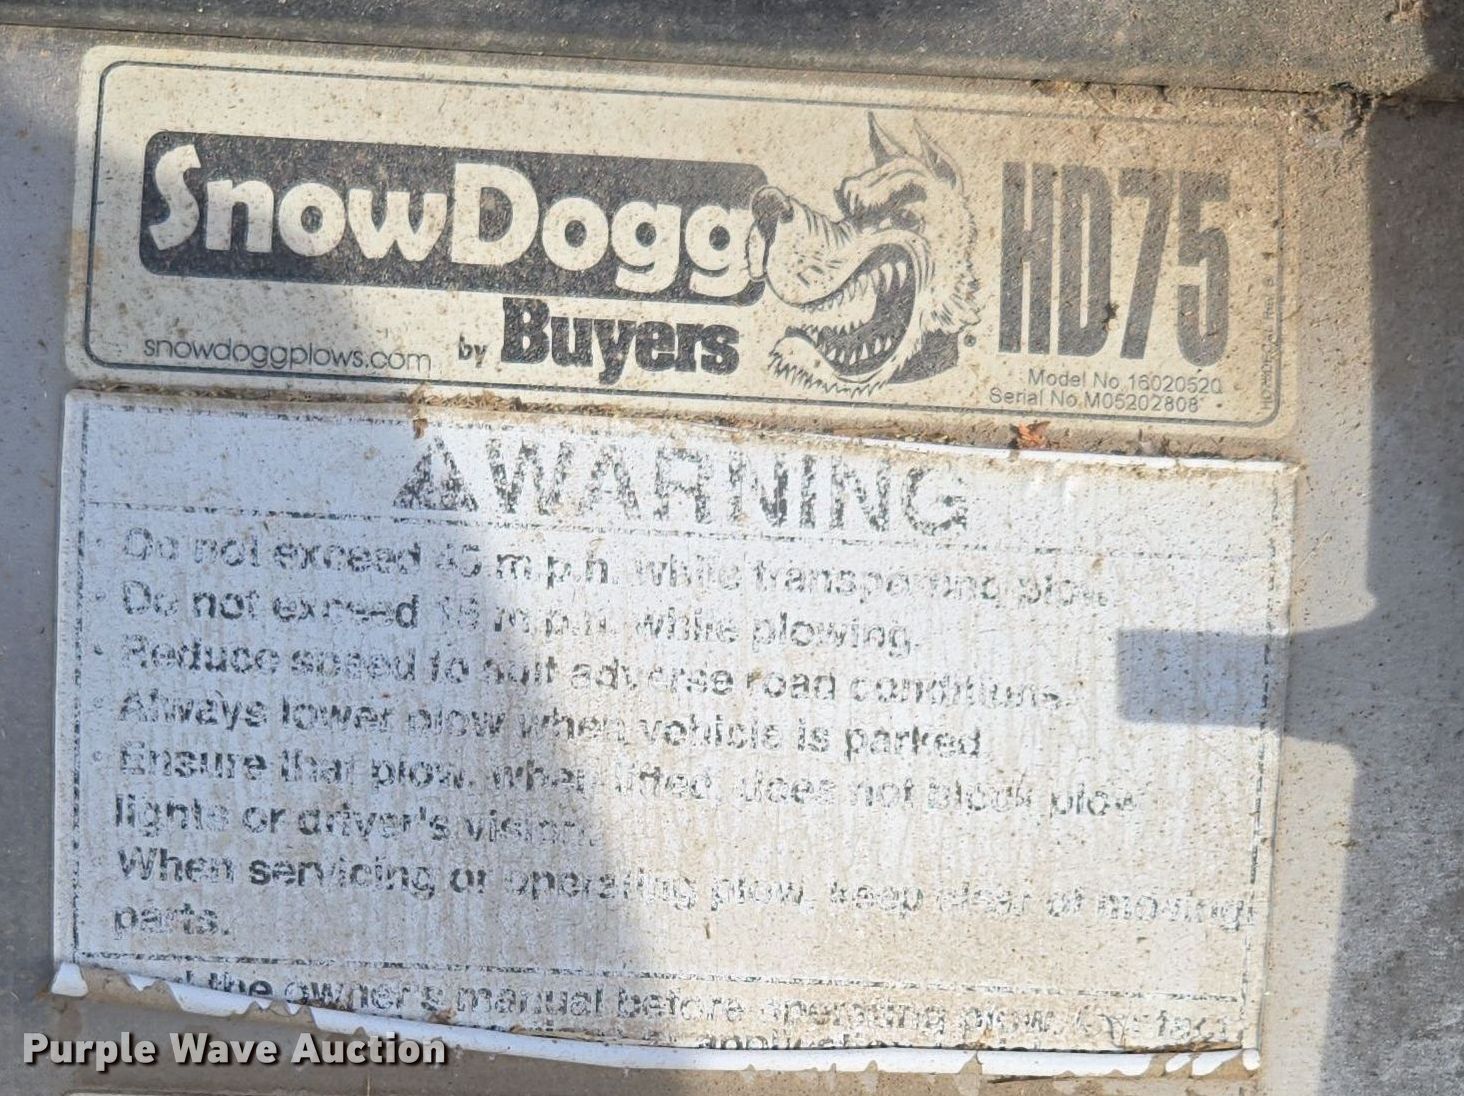 SnowDogg
HD75
by Buyers
snowdoggplows.com
Model No.16020520
Serial No.M05202808
WARNING
Do not exceed 45 m.p.h. while transporting plow.
Do not exceed m.p.h. while plowing.
Reduce speed to suit adverse road conditions.
Always lower plow when vehicle is parked.
Ensure that plow, when lifted, does not block plow
lights or driver's vision.
When servicing or operating plow, keep clear of moving
parts.
the owner's manual before operating plow. Contact
Purple Wave Auction